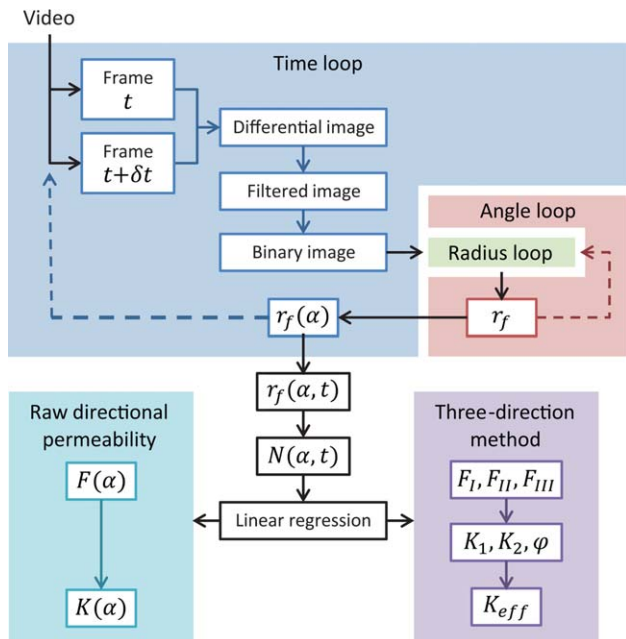 Video
Time loop
Frame
t
Frame
t+δt
Differential image
Filtered image
Binary image
Angle loop
Radius loop
r_f
r_f(α)
r_f(α, t)
N(α, t)
Linear regression
Raw directional
permeability
F(α)
K(α)
Three-direction
method
F_I, F_II, F_III
K_1, K_2, φ
K_eff